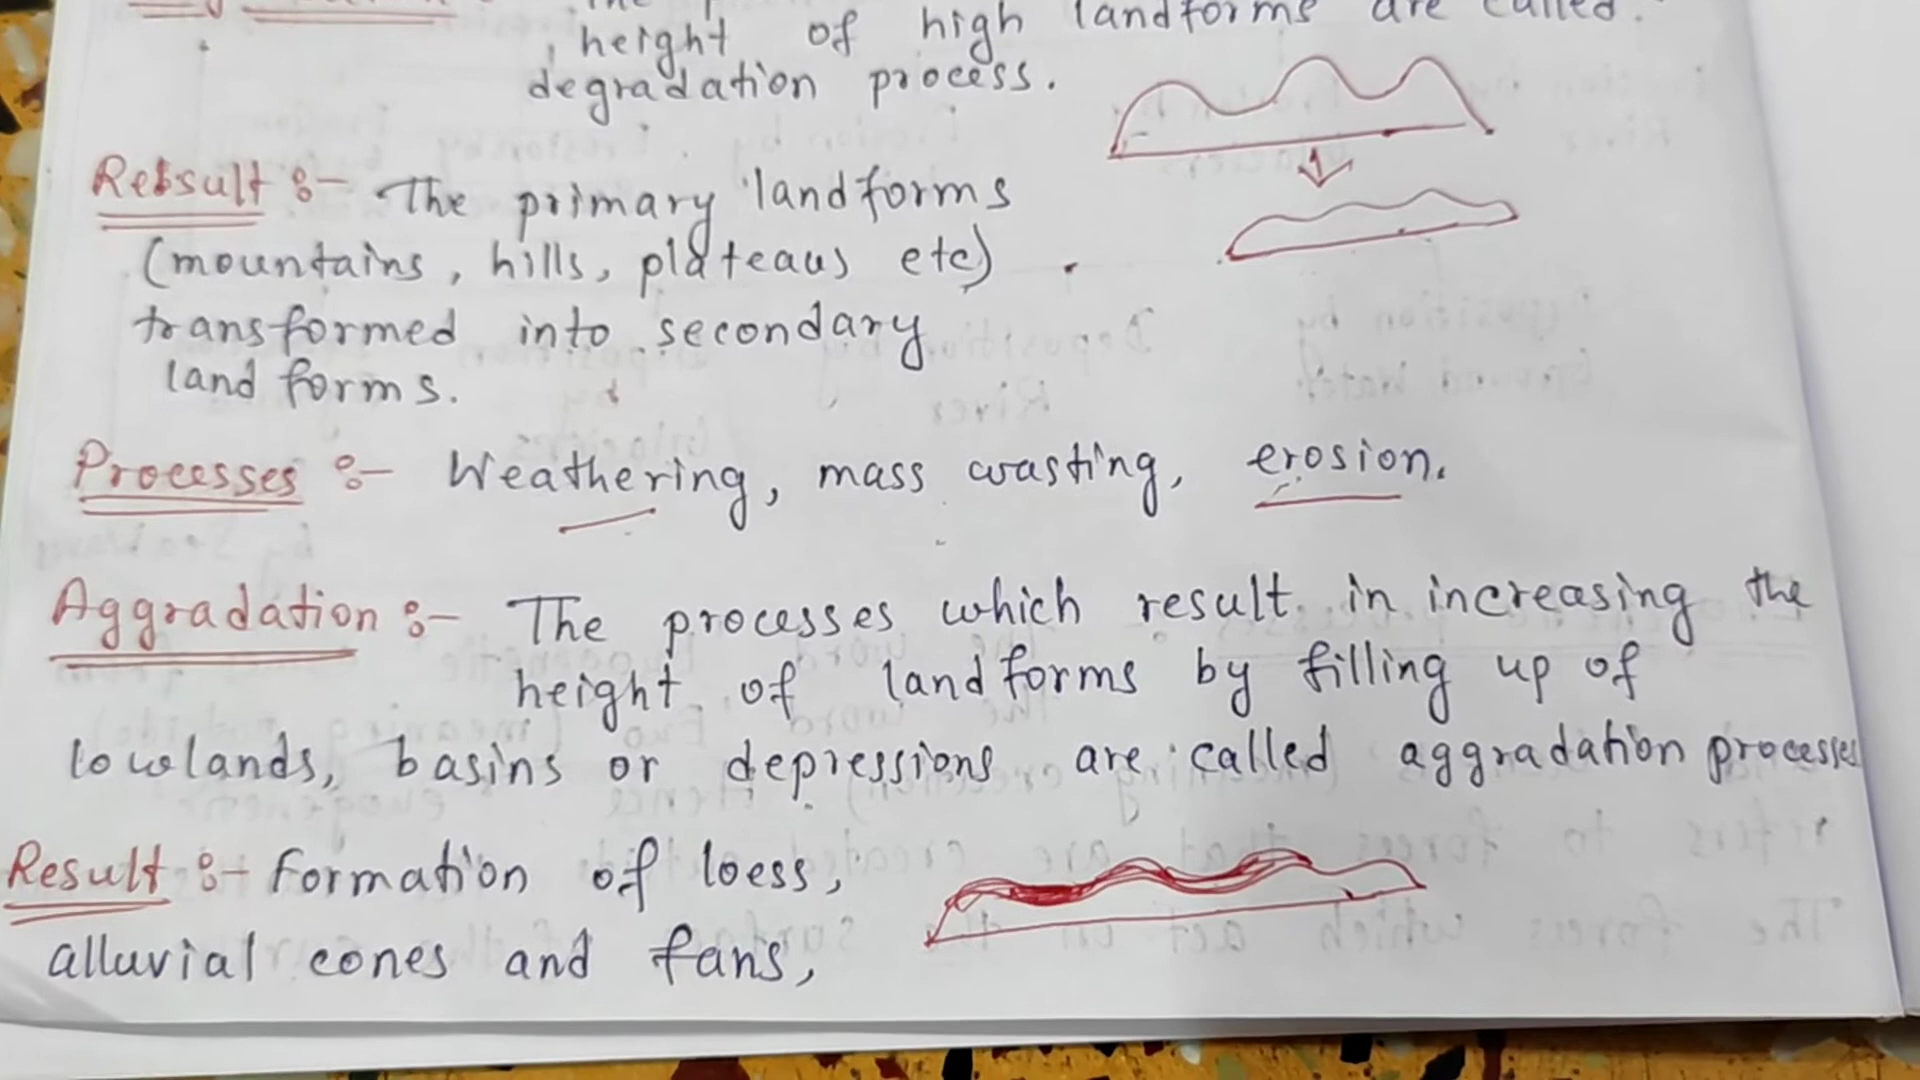 height of high landforms are called
degradation process.
Rebsult :- The primary landforms
(mountains, hills, plateaus etc)
transformed into secondary
land forms.
Processes :- Weathering, mass wasting, erosion.
Aggradation :- The processes which result in increasing the
height of landforms by filling up of
lowlands, basins or depressions are called aggradation processes
Result :- Formation of loess,
alluvial cones and fans,